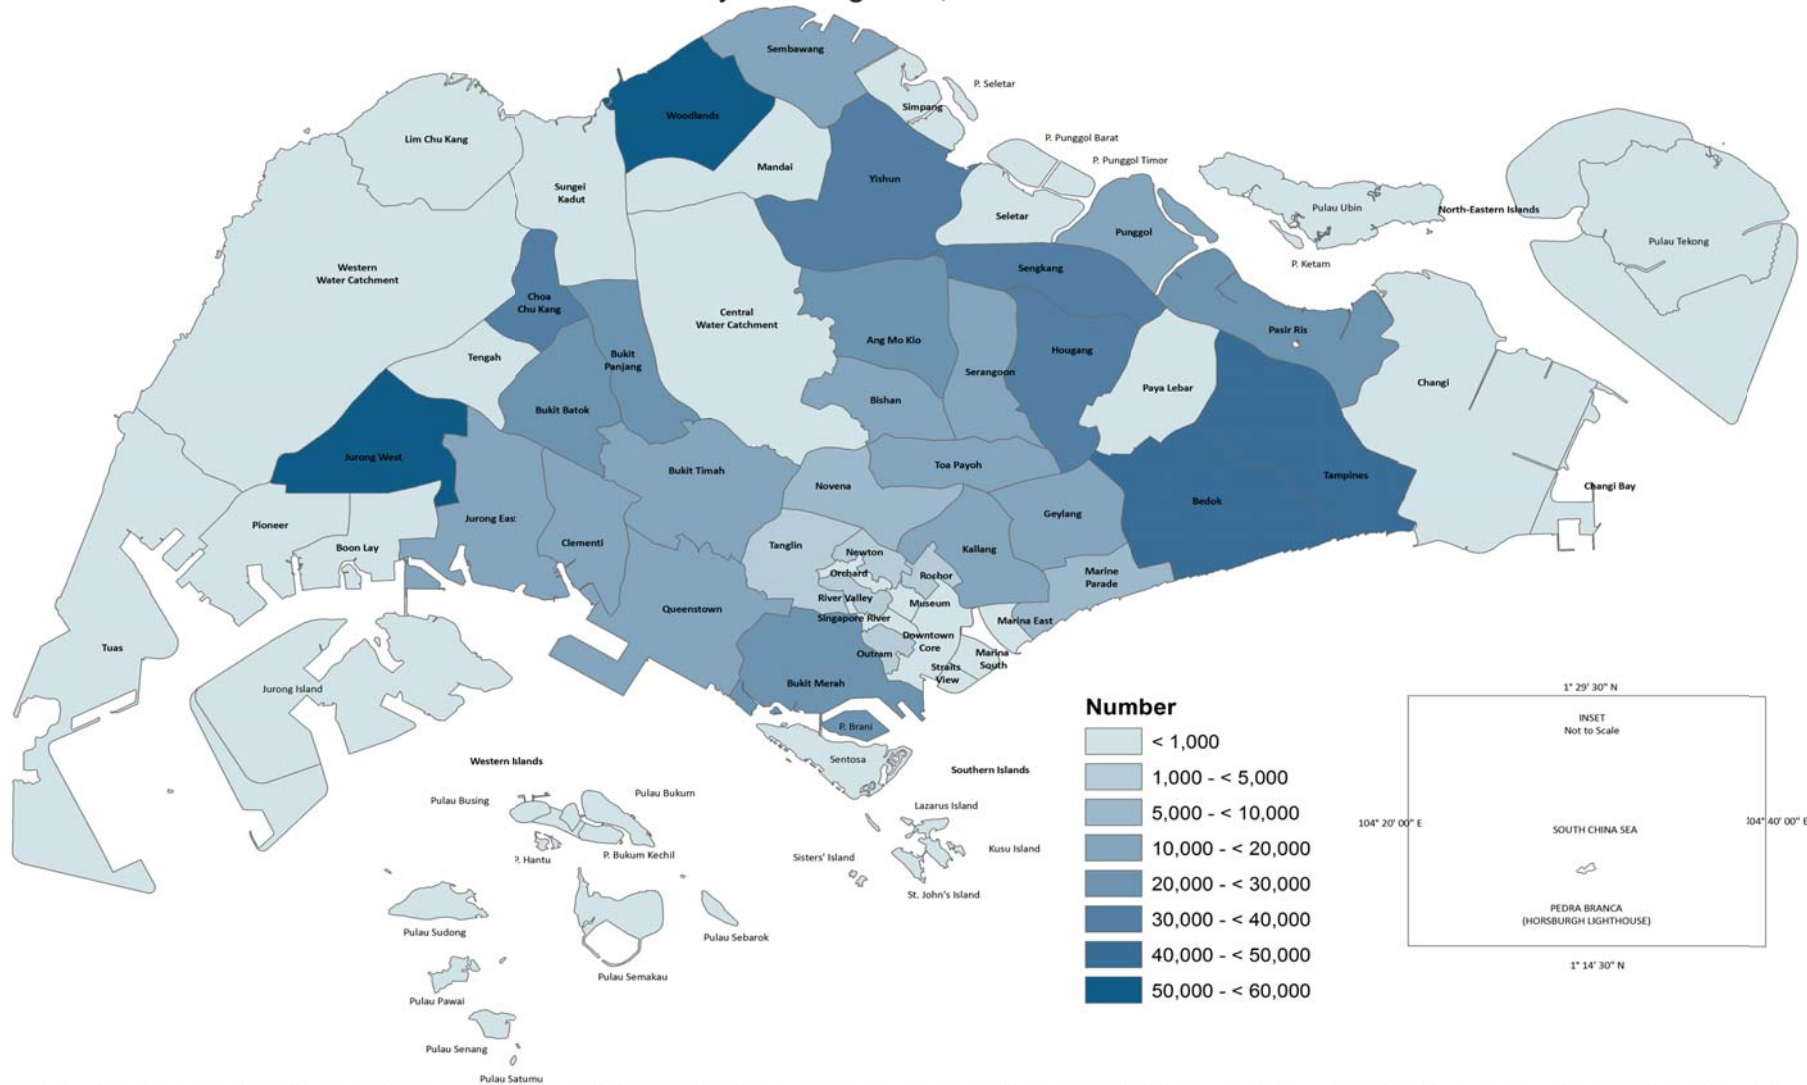 Sembawang
P. Seletar
Simpang
Woodlands
Lim Chu Kang
P. Punggol Barat
P. Punggol Timor
Mandai
Yishun
Sungei
Kadut
Pulau Ubin
North-Eastern Islands
Seletar
Punggol
Pulau Tekong
P. Ketam
Western
Water Catchment
Sengkang
Choa
Chu Kang
Central
Water Catchment
Pasir Ris
Ang Mo Kio
Hougang
Tengah
Bukit
Panjang
Serangoon
Changi
Paya Lebar
Bishan
Bukit Batok
Jurong West
Bukit Timah
Toa Payoh
Tampines
Novena
Changi Bay
Bedok
Geylang
Pioneer
Jurong East
Boon Lay
Clementi
Tanglin
Newton
Kallang
Orchard
Rochor
Marine
Parade
River Valley
Museum
Queenstown
Singapore River
Marina East
Downtown
Core
Tuas
Outram
Marina
South
Straits
View
Bukit Merah
Jurong Island
P. Brani
Sentosa
Western Islands
Southern Islands
Pulau Busing
Pulau Bukum
Lazarus Island
P. Hantu
P. Bukum Kechil
Sisters' Island
Kusu Island
St. John's Island
Pulau Sudong
Pulau Sebarok
Pulau Semakau
Pulau Pawai
Pulau Senang
Pulau Satumu
Number
< 1,000
1,000 - < 5,000
5,000 - < 10,000
10,000 - < 20,000
20,000 - < 30,000
30,000 - < 40,000
40,000 - < 50,000
50,000 - < 60,000
1° 29' 30" N
INSET
Not to Scale
104° 20' 00" E
SOUTH CHINA SEA
104° 40' 00" E
PEDRA BRANCA
(HORSBURGH LIGHTHOUSE)
1° 14' 30" N